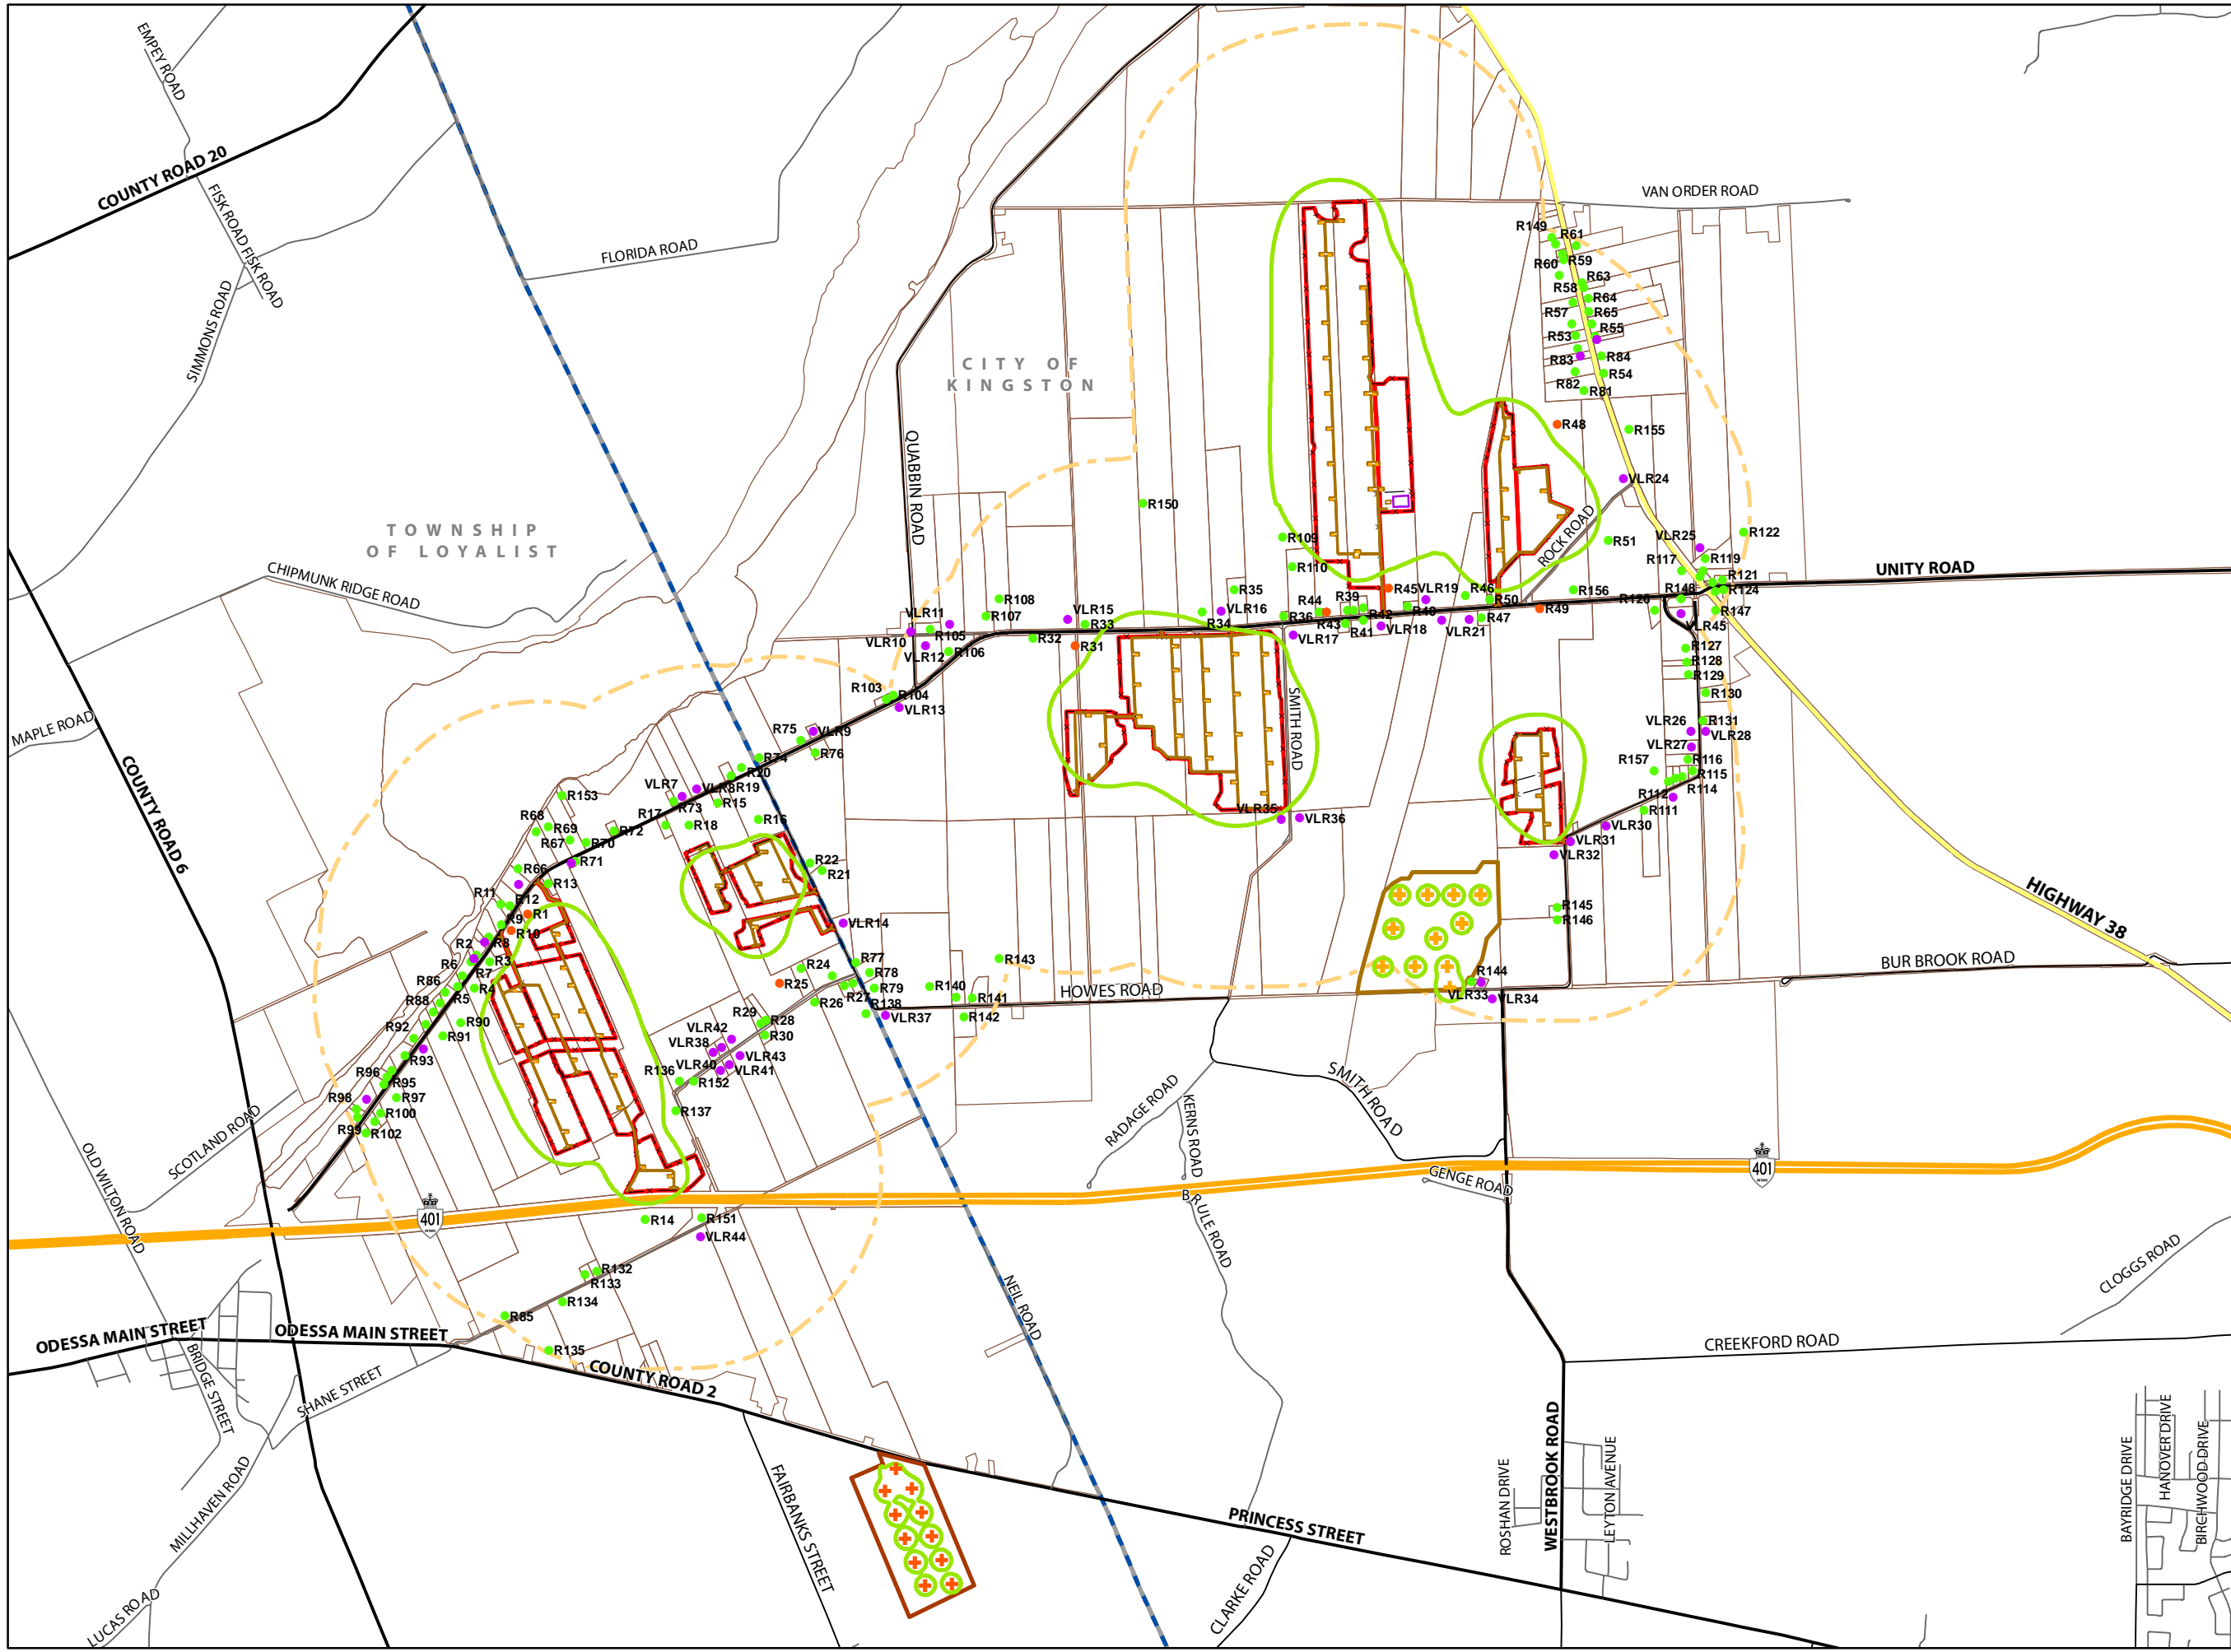 EMPEY ROAD
COUNTY ROAD 20
FISK ROAD
FISK ROAD
SIMMONS ROAD
FLORIDA ROAD
VAN ORDER ROAD
R149
R61
R60
R59
R63
R58
R64
R57
R65
R53
R55
R83
R84
R54
R82
R81
CITY OF
KINGSTON
R48
R155
QUABBIN ROAD
VLR24
R150
TOWNSHIP
OF LOYALIST
R109
R51
ROCK ROAD
VLR25
R122
R117
R119
CHIPMUNK RIDGE ROAD
R110
R121
UNITY ROAD
R35
R45
VLR19
R46
R156
R148
R124
R108
R39
R50
R126
VLR11
R107
VLR15
VLR16
R44
R42
R40
R49
R147
R105
R33
R34
R36
R43
R41
VLR18
VLR21
R47
VLR45
VLR10
VLR12
R106
R32
R31
VLR17
R127
R128
R129
R103
R104
VLR13
R130
SMITH ROAD
MAPLE ROAD
R75
VLR9
R76
VLR26
R131
VLR28
VLR27
COUNTY ROAD 6
R74
R20
R157
R116
R115
VLR7
VLR8
R19
R112
R114
R153
R73
R15
R17
R18
R16
VLR35
VLR36
R111
R68
R69
R67
R70
R72
VLR30
VLR31
VLR32
R71
R66
R22
R21
R13
R11
R12
R1
R9
R10
VLR14
R145
R146
HIGHWAY 38
R2
R8
R6
R3
R7
R86
R4
R5
R88
R24
R25
R77
R78
R79
R27
R26
R138
VLR37
R143
R140
R141
R142
HOWES ROAD
R144
VLR33
VLR34
BUR BROOK ROAD
R92
R90
R91
R93
R29
R28
R30
VLR42
VLR38
VLR43
VLR40
VLR41
R96
R95
R97
R98
R100
R99
R102
R136
R152
R137
SCOTLAND ROAD
OLD WILTON ROAD
RADAGE ROAD
KERNS ROAD
SMITH ROAD
GENGE ROAD
401
401
BRULE ROAD
R14
R151
VLR44
R132
R133
R134
R85
R135
NEIL ROAD
CLOGGS ROAD
CREEKFORD ROAD
ODESSA MAIN STREET
ODESSA MAIN STREET
BRIDGE STREET
SHANE STREET
COUNTY ROAD 2
MILLHAVEN ROAD
LUCAS ROAD
FAIRBANKS STREET
PRINCESS STREET
CLARKE ROAD
ROSHAN DRIVE
WESTBROOK ROAD
LEYTON AVENUE
BAYRIDGE DRIVE
HANOVER DRIVE
BIRCHWOOD DRIVE